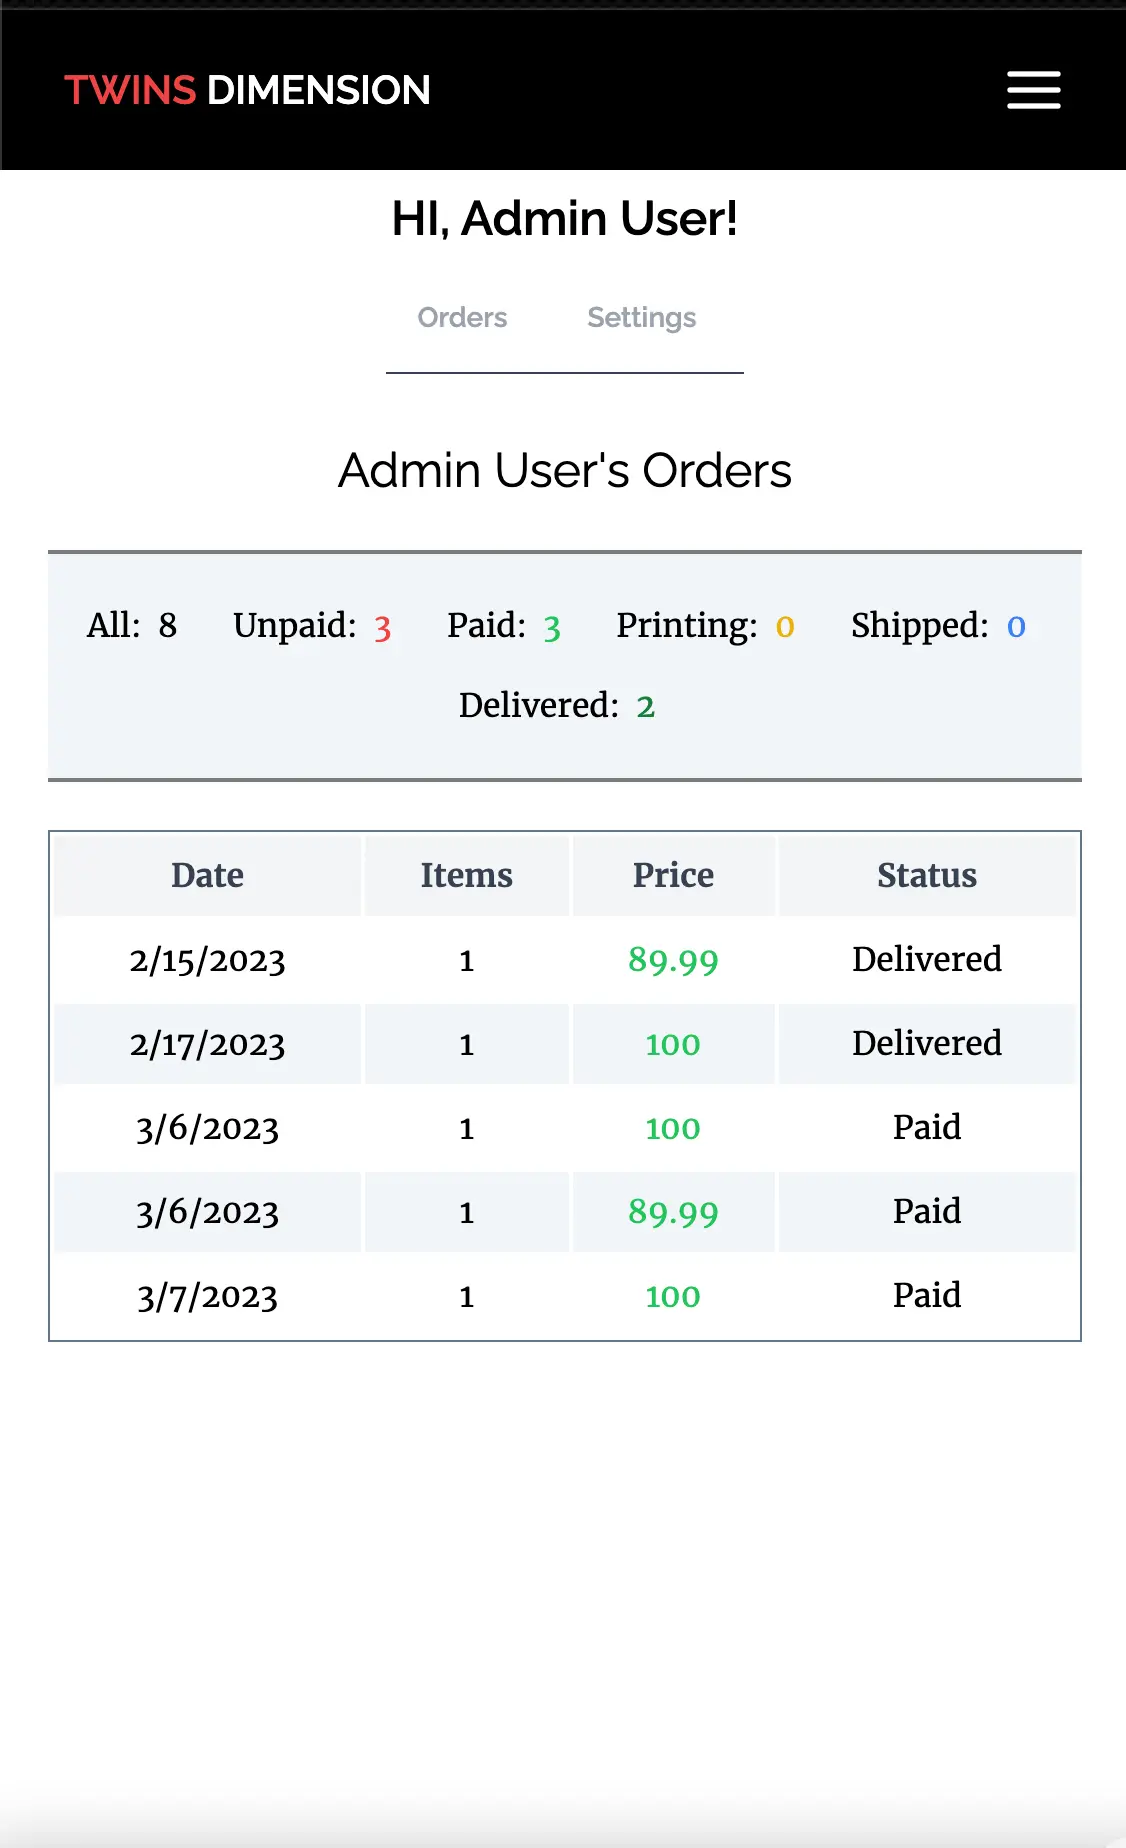 TWINS DIMENSION
HI, Admin User!
Orders Settings
Admin User's Orders
All: 8 Unpaid: 3 Paid: 3 Printing: 0 Shipped: 0
Delivered: 2
Date Items Price Status
2/15/2023 1 89.99 Delivered
2/17/2023 1 100 Delivered
3/6/2023 1 100 Paid
3/6/2023 1 89.99 Paid
3/7/2023 1 100 Paid